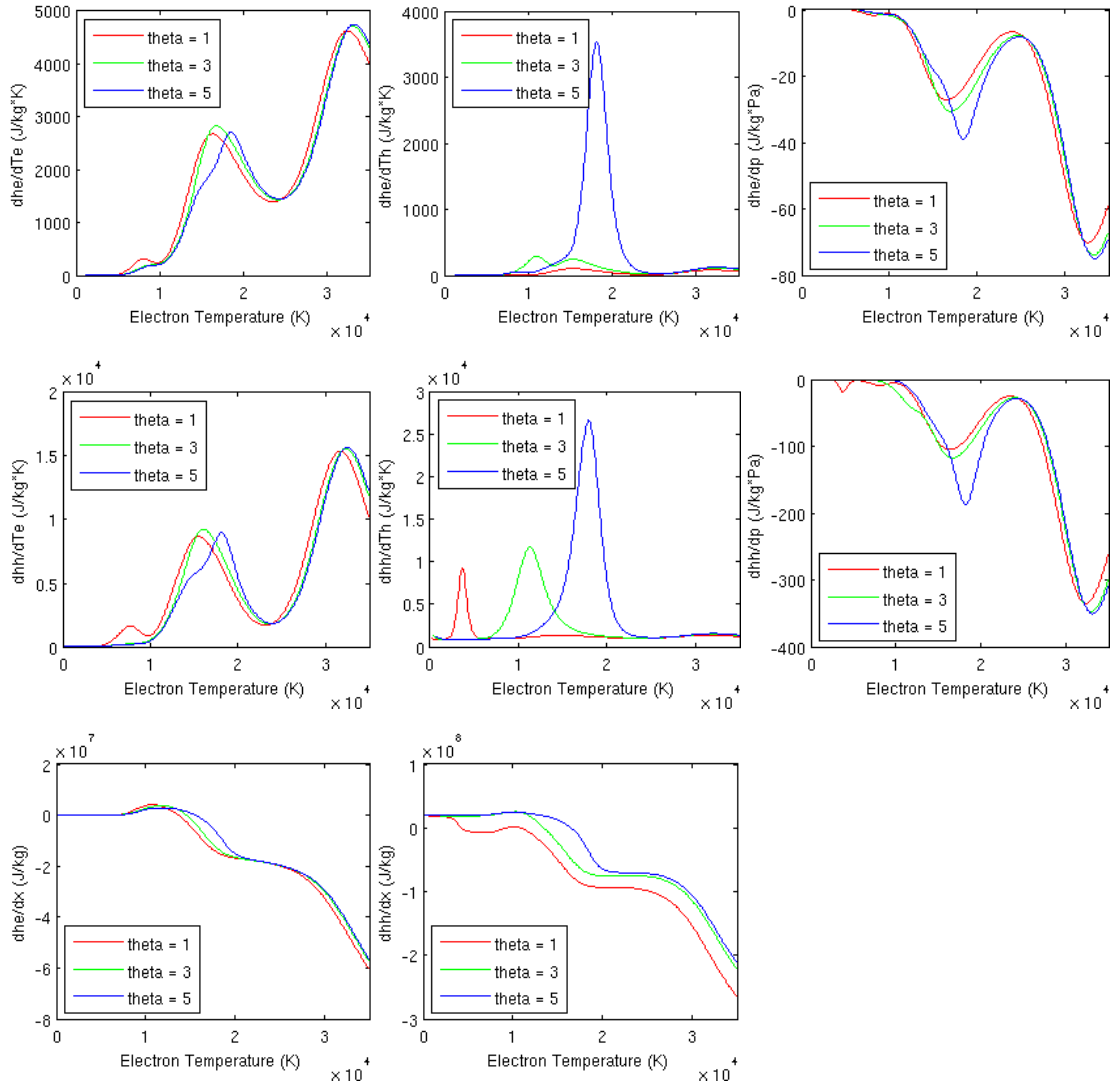 5000
4000
3000
2000
1000
0
dhe/dTe (J/kg*K)
theta = 1
theta = 3
theta = 5
0 1 2 3
Electron Temperature (K)
× 10 4
4000
3000
2000
1000
0
dhe/dTh (J/kg*K)
theta = 1
theta = 3
theta = 5
0 1 2 3
Electron Temperature (K)
× 10 4
0
-20
-40
-60
-80
dhe/dp (J/kg*Pa)
theta = 1
theta = 3
theta = 5
0 1 2 3
Electron Temperature (K)
× 10 4
× 10 4
2
1.5
1
0.5
0
dhh/dTe (J/kg*K)
theta = 1
theta = 3
theta = 5
0 1 2 3
Electron Temperature (K)
× 10 4
× 10 4
3
2.5
2
1.5
1
0.5
0
dhh/dTh (J/kg*K)
theta = 1
theta = 3
theta = 5
0 1 2 3
Electron Temperature (K)
× 10 4
0
-100
-200
-300
-400
dhh/dp (J/kg*Pa)
theta = 1
theta = 3
theta = 5
0 1 2 3
Electron Temperature (K)
× 10 4
× 10 7
2
0
-2
-4
-6
-8
dhe/dx (J/kg)
theta = 1
theta = 3
theta = 5
0 1 2 3
Electron Temperature (K)
× 10 4
× 10 8
1
0
-1
-2
-3
dhh/dx (J/kg)
theta = 1
theta = 3
theta = 5
0 1 2 3
Electron Temperature (K)
× 10 4